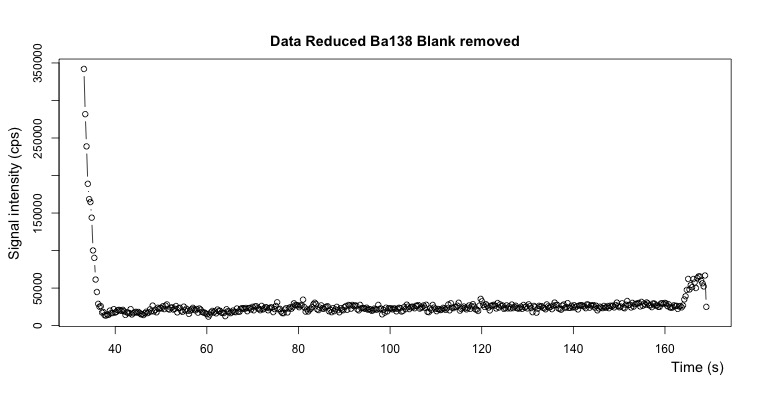 Data Reduced Ba138 Blank removed
Signal intensity (cps)
350000
250000
150000
50000
0
40 60 80 100 120 140 160
Time (s)